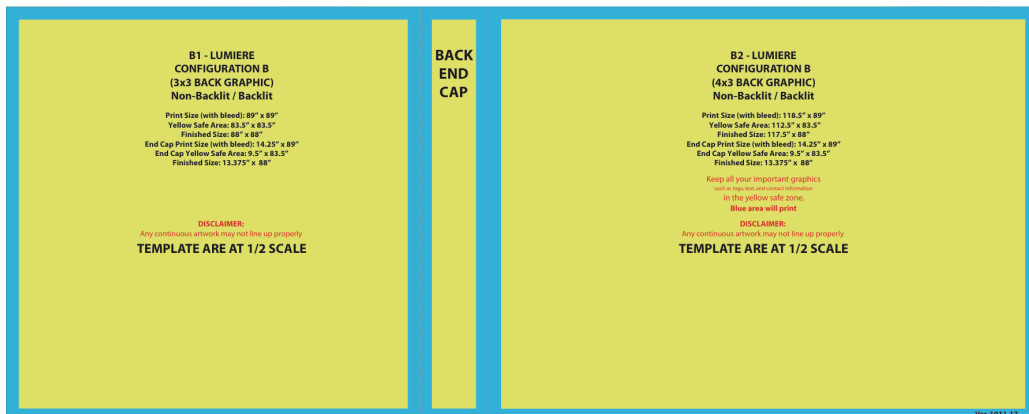 B1 - LUMIERE
CONFIGURATION B
(3x3 BACK GRAPHIC)
Non-Backlit / Backlit
Print Size (with bleed): 89” x 89”
Yellow Safe Area: 83.5” x 83.5”
Finished Size: 88” x 88”
End Cap Print Size (with bleed): 14.25” x 89”
End Cap Yellow Safe Area: 9.5” x 83.5”
Finished Size: 13.375” x 88”
DISCLAIMER:
Any continuous artwork may not line up properly
TEMPLATE ARE AT 1/2 SCALE
BACK
END
CAP
B2 - LUMIERE
CONFIGURATION B
(4x3 BACK GRAPHIC)
Non-Backlit / Backlit
Print Size (with bleed): 118.5” x 89”
Yellow Safe Area: 112.5” x 83.5”
Finished Size: 117.5” x 88”
End Cap Print Size (with bleed): 14.25” x 89”
End Cap Yellow Safe Area: 9.5” x 83.5”
Finished Size: 13.375” x 88”
Keep all your important graphics
such as logo, text, and contact information
in the yellow safe zone.
Blue area will print
DISCLAIMER:
Any continuous artwork may not line up properly
TEMPLATE ARE AT 1/2 SCALE